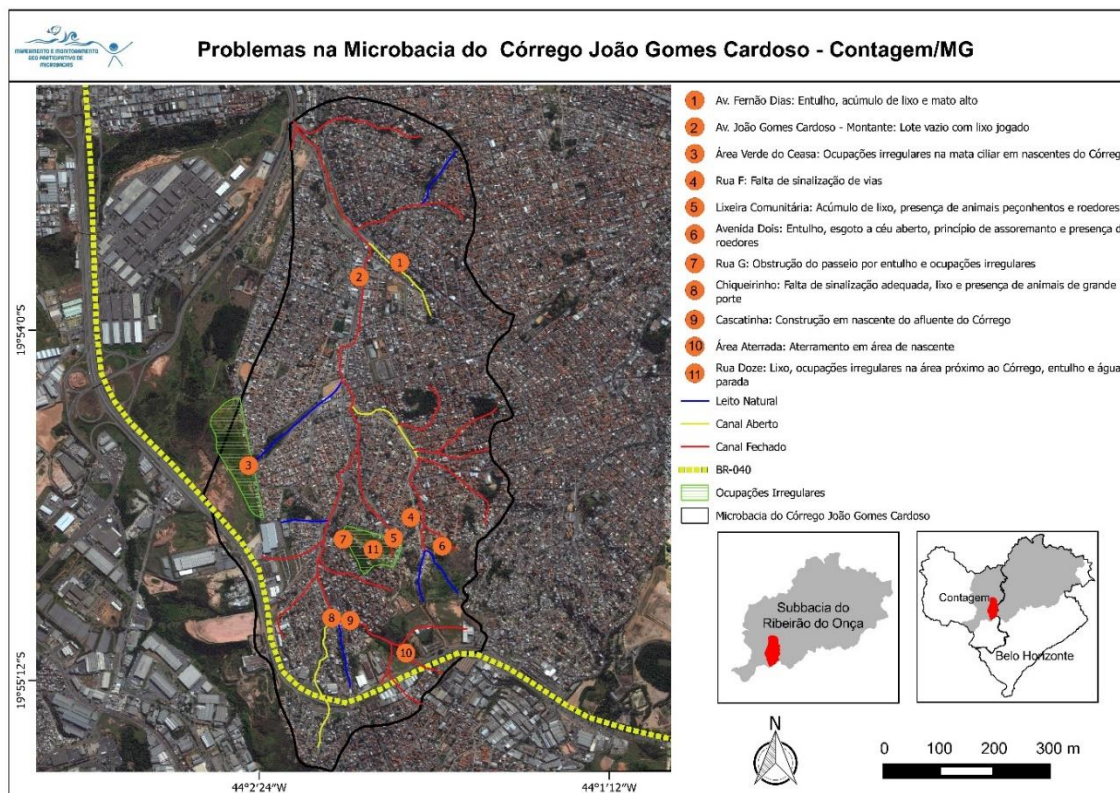 MAPEAMENTO E MONITORAMENTO
GEO PARTICIPATIVO DE
MICROBACIAS
Problemas na Microbacia do Córrego João Gomes Cardoso - Contagem/MG
1 Av. Fernão Dias: Entulho, acúmulo de lixo e mato alto
2 Av. João Gomes Cardoso - Montante: Lote vazio com lixo jogado
3 Área Verde do Ceasa: Ocupações irregulares na mata ciliar em nascentes do Córreg
4 Rua F: Falta de sinalização de vias
5 Lixeira Comunitária: Acúmulo de lixo, presença de animais peçonhentos e roedores
6 Avenida Dois: Entulho, esgoto a céu aberto, princípio de assoremanto e presença d
roedores
7 Rua G: Obstrução do passeio por entulho e ocupações irregulares
8 Chiqueirinho: Falta de sinalização adequada, lixo e presença de animais de grande
porte
9 Cascatinha: Construção em nascente do afluente do Córrego
10 Área Aterrada: Aterramento em área de nascente
11 Rua Doze: Lixo, ocupações irregulares na área próximo ao Córrego, entulho e água
parada
Leito Natural
Canal Aberto
Canal Fechado
BR-040
Ocupações Irregulares
Microbacia do Córrego João Gomes Cardoso
1
2
3
4
5
6
7
11
8
9
10
19°54'0"S
19°55'12"S
44°2'24"W
44°1'12"W
Subbacia do
Ribeirão do Onça
Contagem
Belo Horizonte
N
0 100 200 300 m